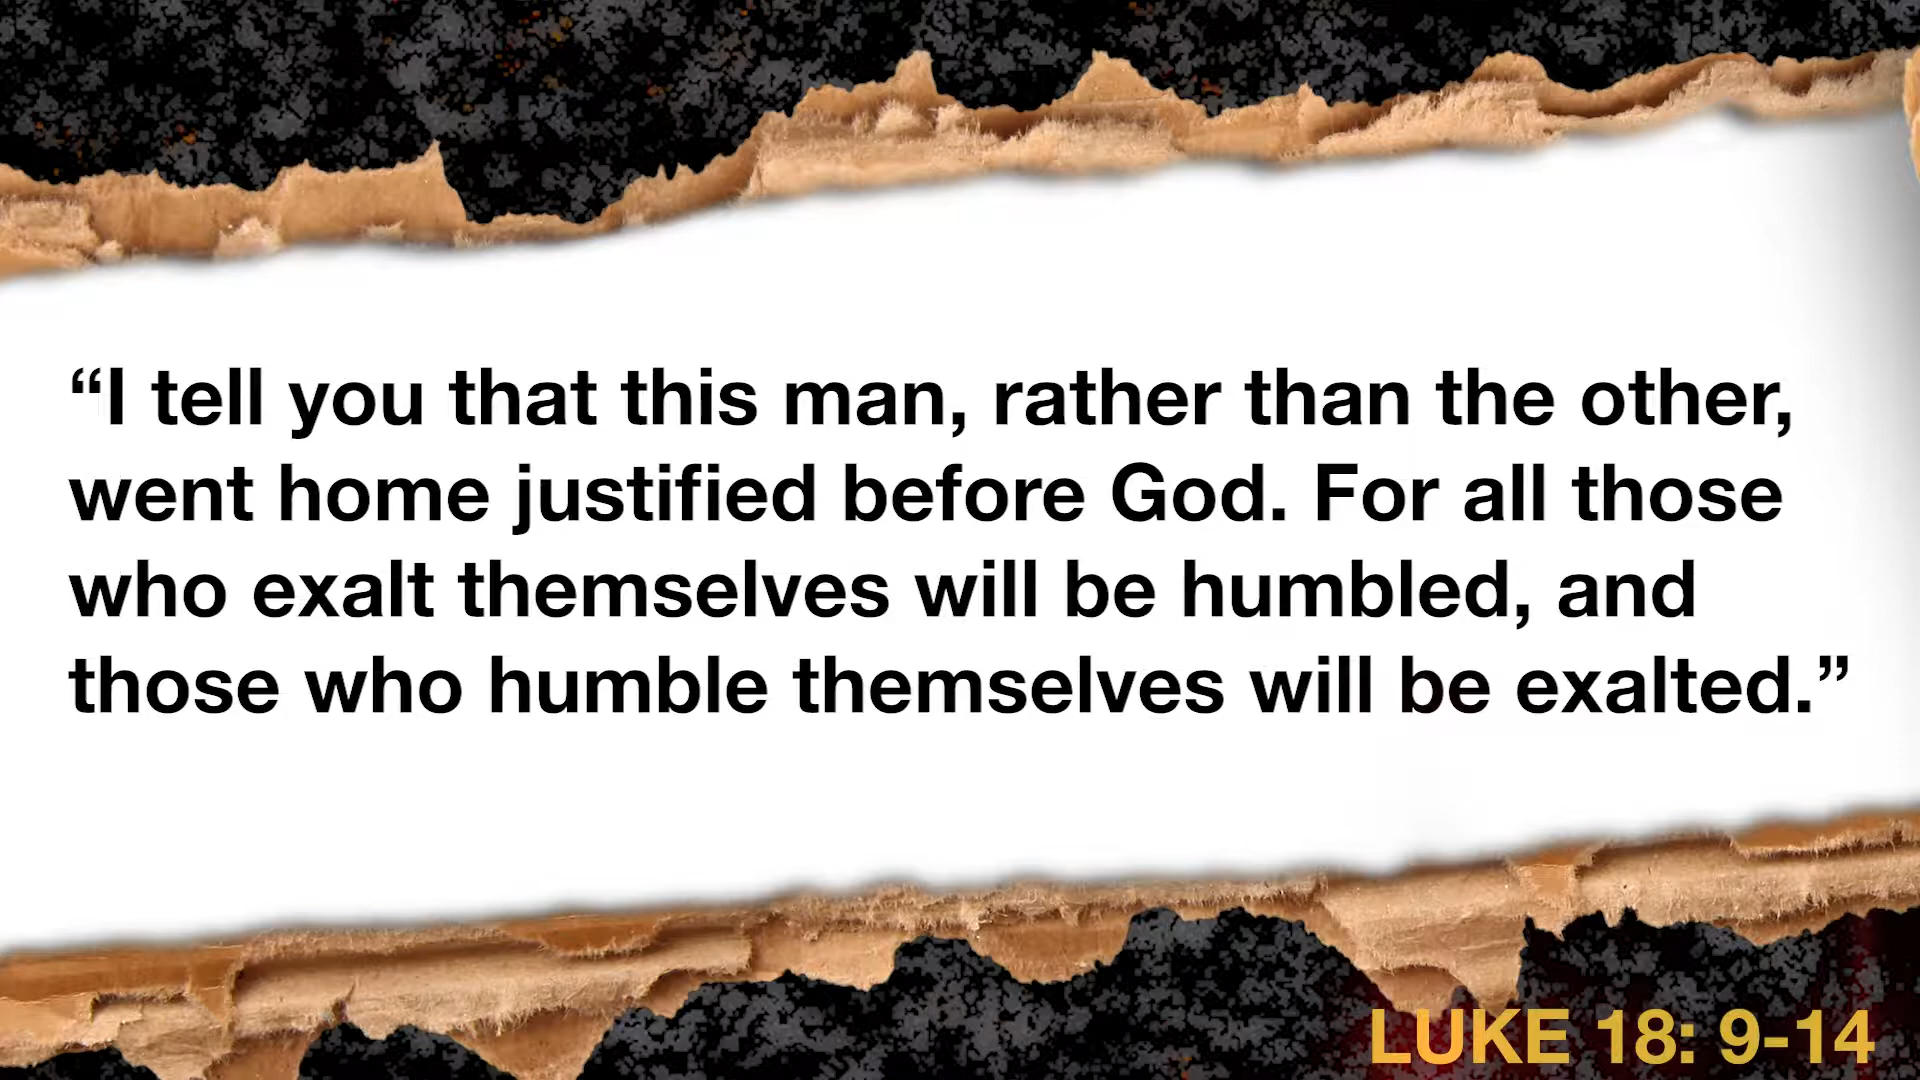 “I tell you that this man, rather than the other,
went home justified before God. For all those
who exalt themselves will be humbled, and
those who humble themselves will be exalted.”
LUKE 18: 9-14